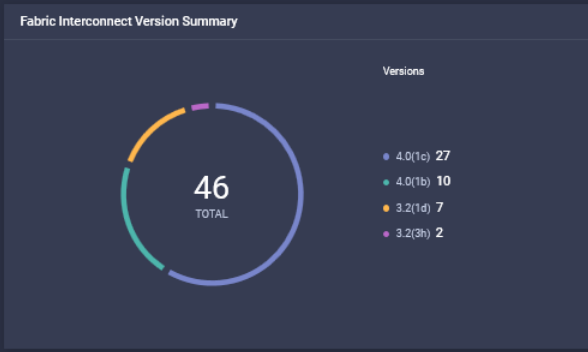 Fabric Interconnect Version Summary
Versions
46
TOTAL
4.0(1c) 27
4.0(1b) 10
3.2(1d) 7
3.2(3h) 2